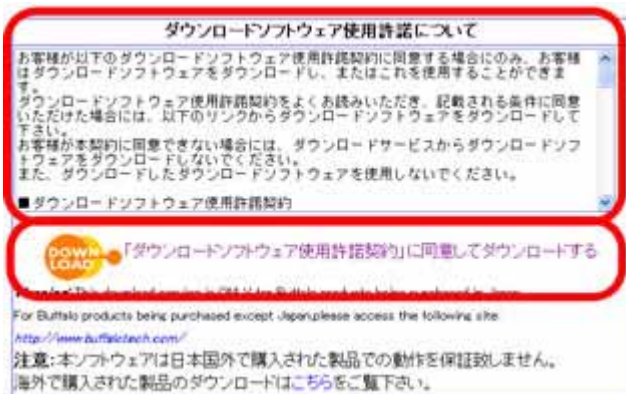 ダウンロードソフトウェア使用許諾について
お客様が以下のダウンロードソフトウェア使用許諾契約に同意する場合にのみ、お客様
はダウンロードソフトウェアをダウンロードし、またはこれを使用することができま
す。
ダウンロードソフトウェア使用許諾契約をよくお読みいただき、記載される条件に同意
いただけた場合には、以下のリンクからダウンロードソフトウェアをダウンロードして
下さい。
お客様が本契約に同意できない場合には、ダウンロードサービスからダウンロードソフ
トウェアをダウンロードしないでください。
また、ダウンロードしたダウンロードソフトウェアを使用しないでください。
■ダウンロードソフトウェア使用許諾契約
DOWN
LOAD
「ダウンロードソフトウェア使用許諾契約」に同意してダウンロードする
This download service is ONLY for Buffalo products being purchased in Japan.
For Buffalo products being purchased except Japan,please access the following site
http://www.buffalotech.com/
注意:本ソフトウェアは日本国外で購入された製品での動作を保証致しません。
海外で購入された製品のダウンロードはこちらをご覧下さい。